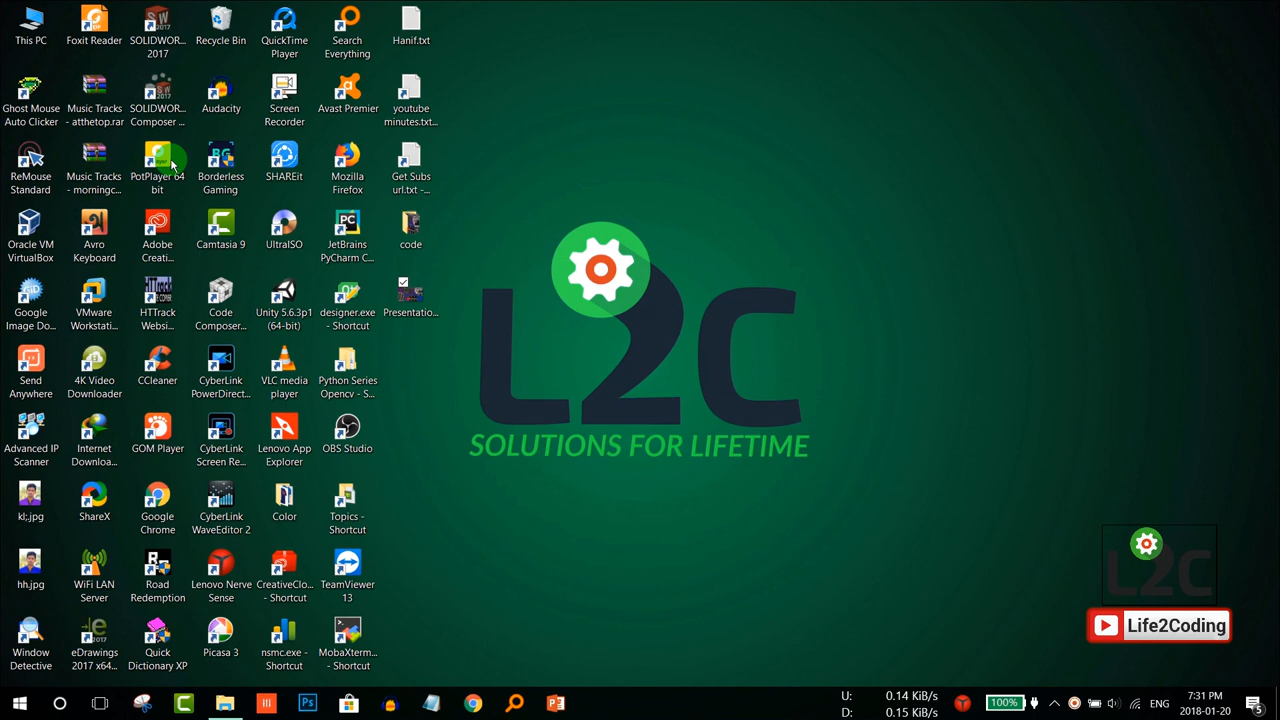 This PC
Foxit Reader
SOLIDWOR...
2017
Recycle Bin
QuickTime
Player
Search
Everything
Hanif.txt
Ghost Mouse
Auto Clicker
Music Tracks
- atthetop.rar
SOLIDWOR...
Composer ...
Audacity
Screen
Recorder
Avast Premier
youtube
minutes.txt...
ReMouse
Standard
Music Tracks
- morningc...
PotPlayer 64
bit
Borderless
Gaming
SHAREit
Mozilla
Firefox
Get Subs
url.txt -...
Oracle VM
VirtualBox
Avro
Keyboard
Adobe
Creati...
Camtasia 9
UltraISO
JetBrains
PyCharm C...
code
Google
Image Do...
VMware
Workstati...
HTTrack
Websi...
Code
Composer...
Unity 5.6.3p1
(64-bit)
designer.exe
- Shortcut
Presentatio...
Send
Anywhere
4K Video
Downloader
CCleaner
CyberLink
PowerDirect...
VLC media
player
Python Series
Opencv - S...
Advanced IP
Scanner
Internet
Downloa...
GOM Player
CyberLink
Screen Re...
Lenovo App
Explorer
OBS Studio
kl;.jpg
ShareX
Google
Chrome
CyberLink
WaveEditor 2
Color
Topics -
Shortcut
hh.jpg
WiFi LAN
Server
Road
Redemption
Lenovo Nerve
Sense
CreativeClo...
- Shortcut
TeamViewer
13
Window
Detective
eDrawings
2017 x64...
Quick
Dictionary XP
Picasa 3
nsmc.exe -
Shortcut
MobaXterm...
- Shortcut
L2C
SOLUTIONS FOR LIFETIME
L2C
Life2Coding
U: 0.14 KiB/s
D: 0.15 KiB/s
100%
ENG
7:31 PM
2018-01-20
5